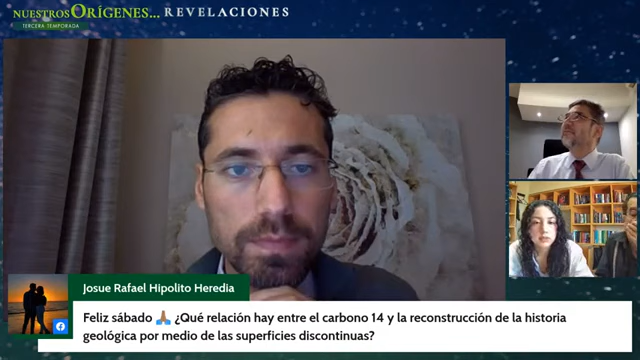 NUESTROS ORÍGENES... REVELACIONES
TERCERA TEMPORADA
Josue Rafael Hipolito Heredia
Feliz sábado 🙏🏽 ¿Qué relación hay entre el carbono 14 y la reconstrucción de la historia
geológica por medio de las superficies discontinuas?